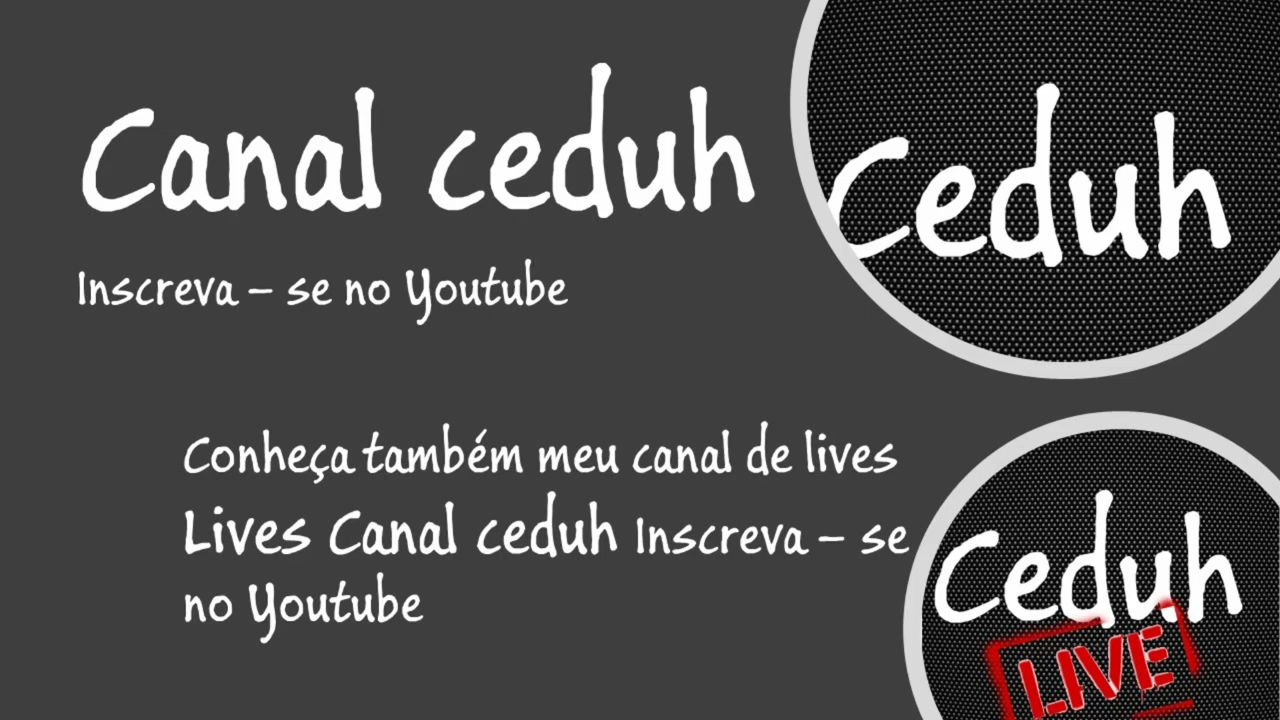 Canal ceduh
Ceduh
Inscreva – se no Youtube
Conheça também meu canal de lives
Lives Canal ceduh Inscreva – se
no Youtube
Ceduh
LIVE